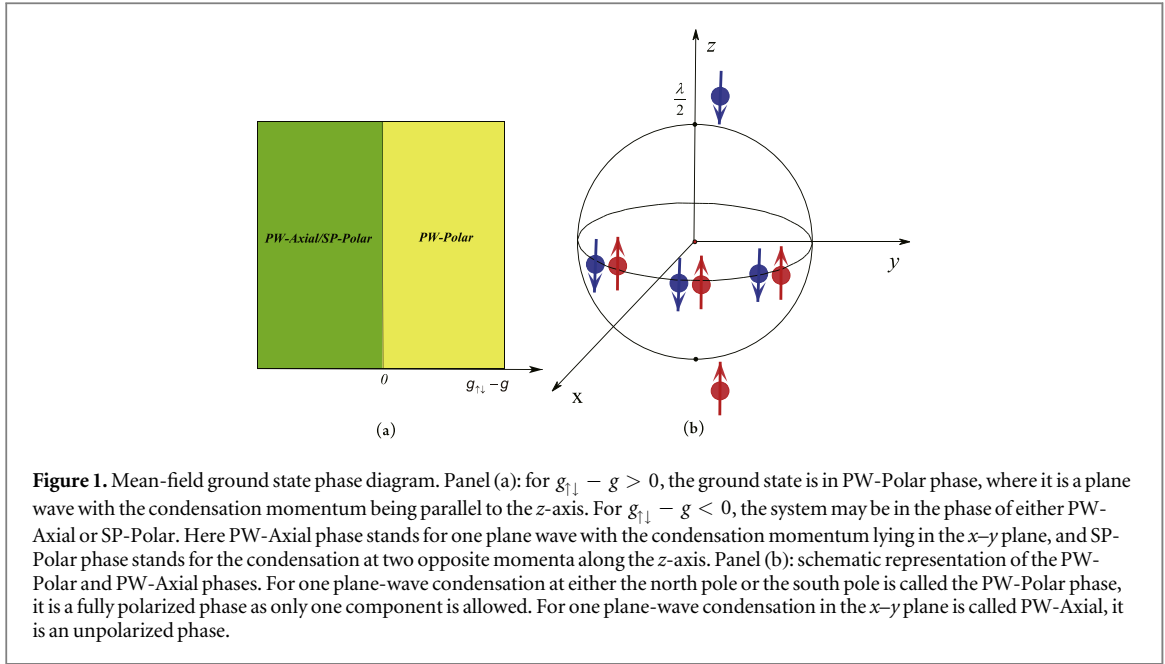 z
λ/2
PW-Axial/SP-Polar
PW-Polar
y
0
g↑↓ – g
x
(a)
(b)
Figure 1. Mean-field ground state phase diagram. Panel (a): for g↑↓ − g > 0, the ground state is in PW-Polar phase, where it is a plane
wave with the condensation momentum being parallel to the z-axis. For g↑↓ − g < 0, the system may be in the phase of either PW-
Axial or SP-Polar. Here PW-Axial phase stands for one plane wave with the condensation momentum lying in the x–y plane, and SP-
Polar phase stands for the condensation at two opposite momenta along the z-axis. Panel (b): schematic representation of the PW-
Polar and PW-Axial phases. For one plane-wave condensation at either the north pole or the south pole is called the PW-Polar phase,
it is a fully polarized phase as only one component is allowed. For one plane-wave condensation in the x–y plane is called PW-Axial, it
is an unpolarized phase.